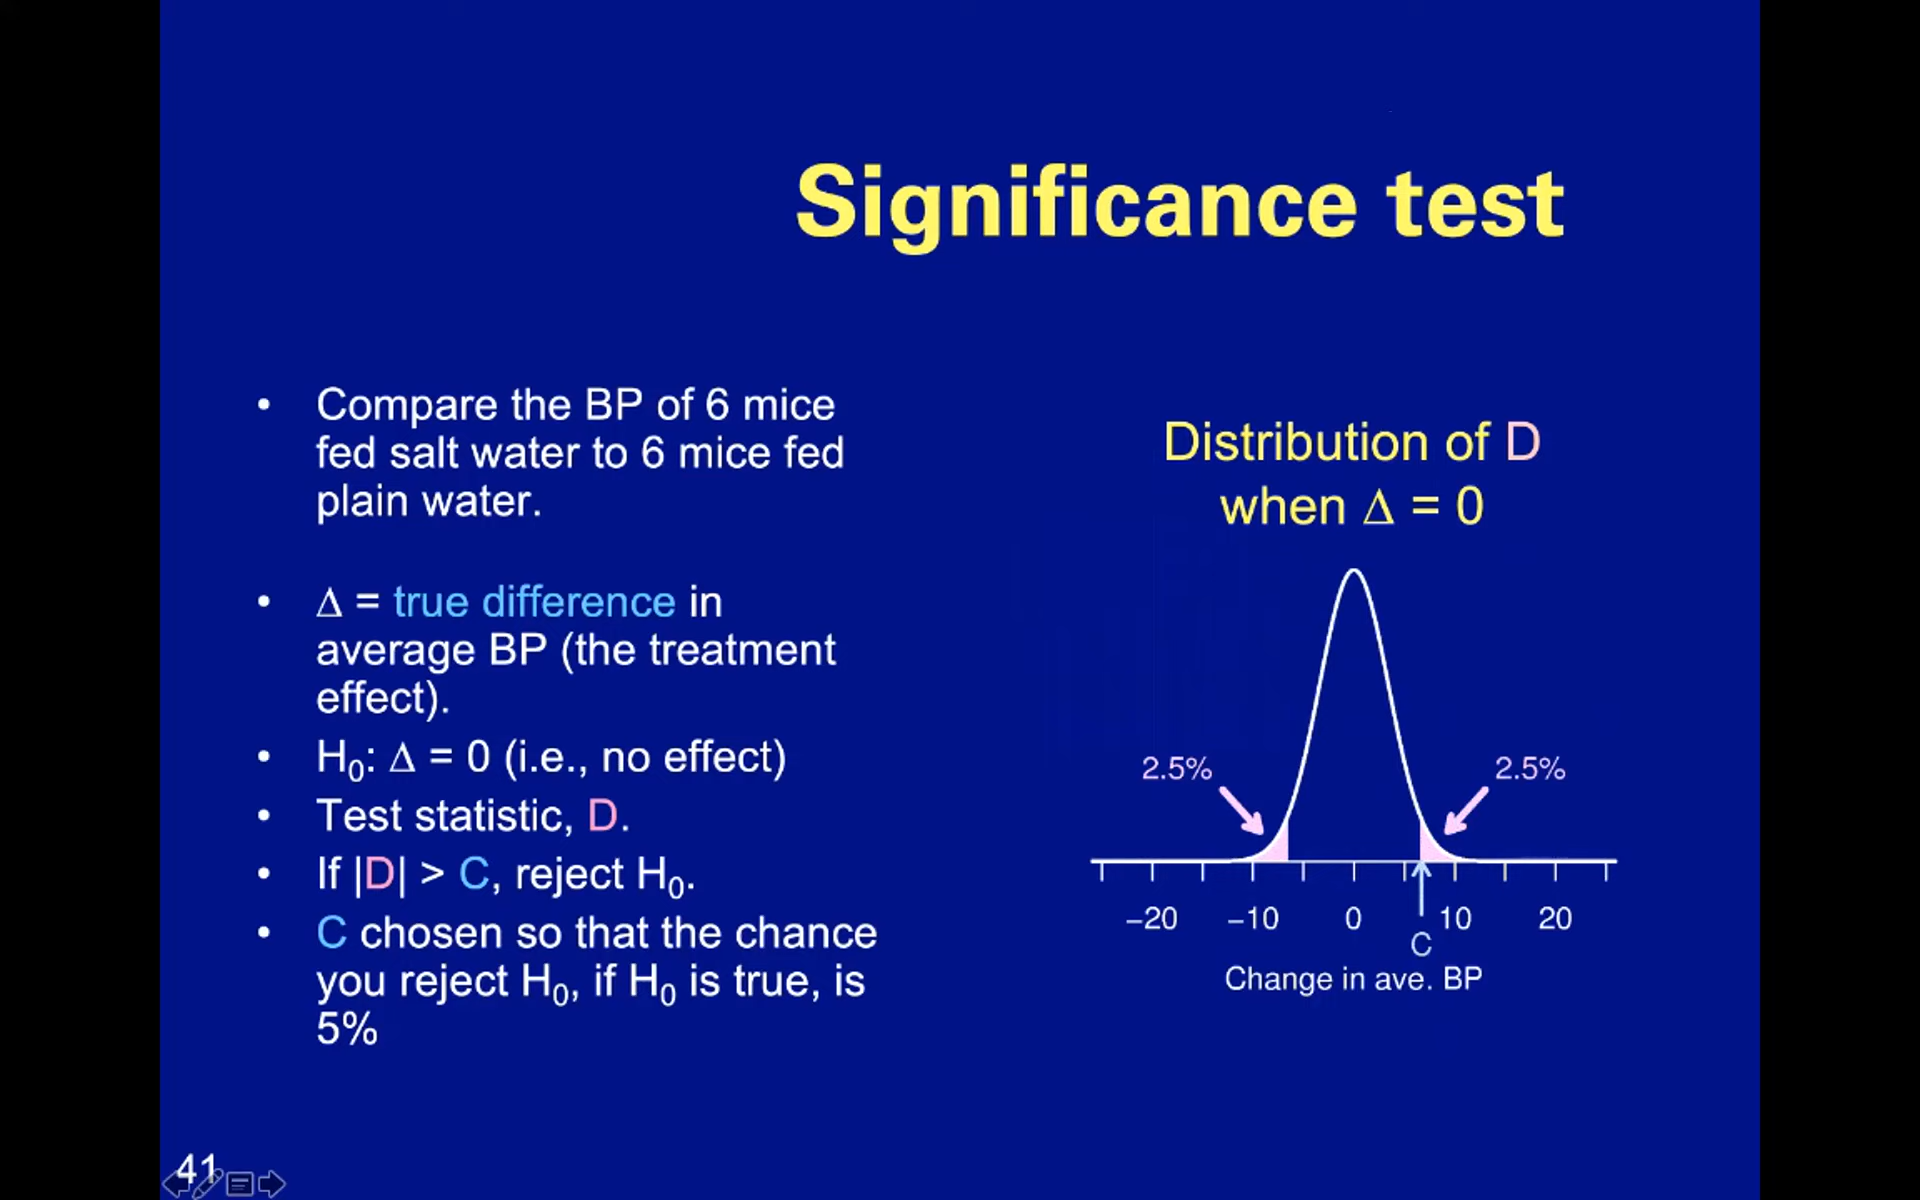 Significance test
• Compare the BP of 6 mice
fed salt water to 6 mice fed
plain water.
• Δ = true difference in
average BP (the treatment
effect).
• H₀: Δ = 0 (i.e., no effect)
• Test statistic, D.
• If |D| > C, reject H₀.
• C chosen so that the chance
you reject H₀, if H₀ is true, is
5%
Distribution of D
when Δ = 0
2.5% 2.5%
−20 −10 0 10 20
C
Change in ave. BP
41